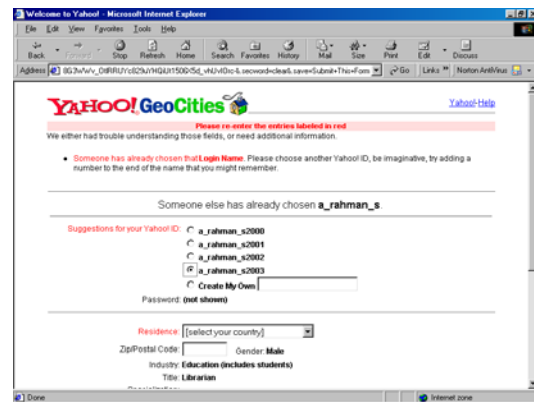 Welcome to Yahoo! - Microsoft Internet Explorer
File Edit View Favorites Tools Help
Back Forward Stop Refresh Home Search Favorites History Mail Size Print Edit Discuss
Address Go Links Norton AntiVirus
YAHOO! GeoCities
Yahoo!-Help
Please re-enter the entries labeled in red
We either had trouble understanding those fields, or need additional information.
Someone has already chosen that Login Name. Please choose another Yahoo! ID, be imaginative, try adding a
number to the end of the name that you might remember.
Someone else has already chosen a_rahman_s.
Suggestions for your Yahoo! ID: a_rahman_s2000
a_rahman_s2001
a_rahman_s2002
a_rahman_s2003
Create My Own
Password: (not shown)
Residence: [select your country]
Zip/Postal Code: Gender: Male
Industry: Education (includes students)
Title: Librarian
Done Internet zone